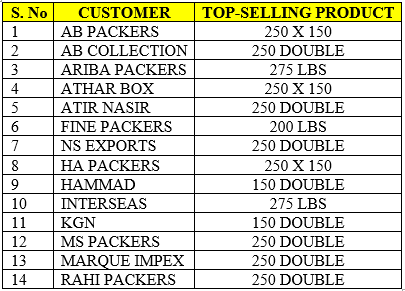 S. No CUSTOMER TOP-SELLING PRODUCT
1 AB PACKERS 250 X 150
2 AB COLLECTION 250 DOUBLE
3 ARIBA PACKERS 275 LBS
4 ATHAR BOX 250 X 150
5 ATIR NASIR 250 DOUBLE
6 FINE PACKERS 200 LBS
7 NS EXPORTS 250 DOUBLE
8 HA PACKERS 250 X 150
9 HAMMAD 150 DOUBLE
10 INTERSEAS 275 LBS
11 KGN 150 DOUBLE
12 MS PACKERS 250 DOUBLE
13 MARQUE IMPEX 250 DOUBLE
14 RAHI PACKERS 250 DOUBLE